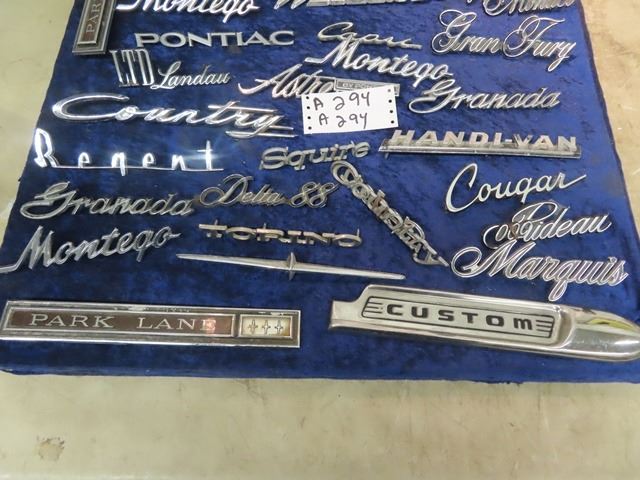 Montego
PONTIAC
Gran Fury
Montego
LTD Landau
Astre
Granada
A 294
A 294
Country
HANDI-VAN
Regent
Squire
Cougar
Granada
Delta 88
Rideau
Montego
TORINO
Marquis
PARK LANE
CUSTOM